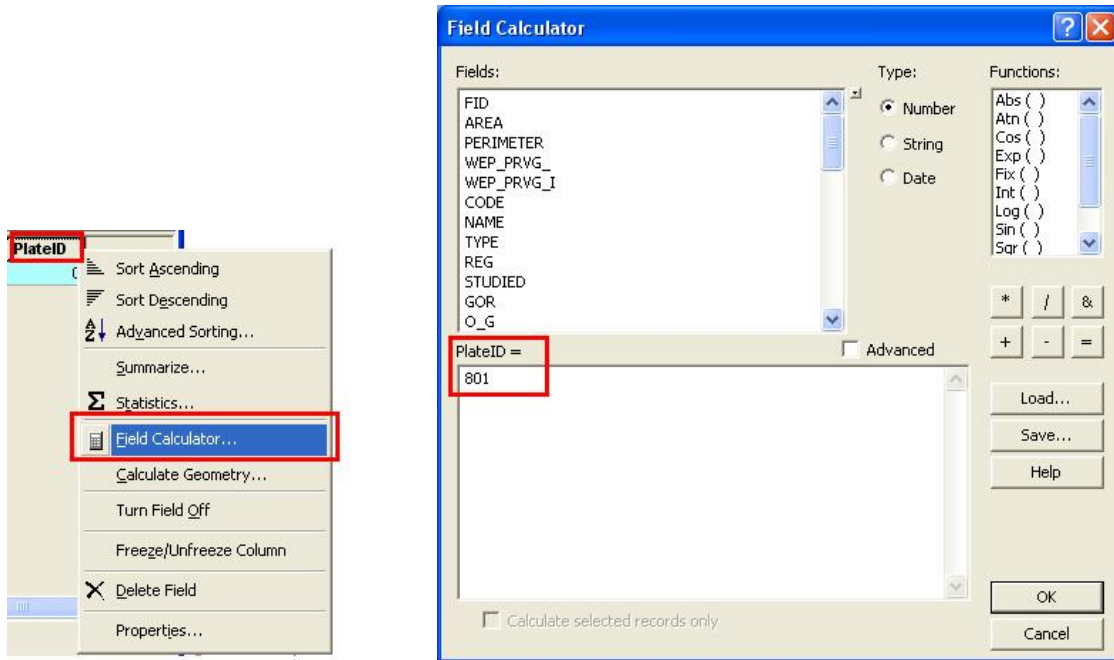 PlateID
0
Sort Ascending
Sort Descending
Advanced Sorting...
Summarize...
Statistics...
Field Calculator...
Calculate Geometry...
Turn Field Off
Freeze/Unfreeze Column
Delete Field
Properties...
Field Calculator
Fields:
FID
AREA
PERIMETER
WEP_PRVG_
WEP_PRVG_I
CODE
NAME
TYPE
REG
STUDIED
GOR
O_G
Type:
Number
String
Date
Functions:
Abs ( )
Atn ( )
Cos ( )
Exp ( )
Fix ( )
Int ( )
Log ( )
Sin ( )
Sqr ( )
* / &
+ - =
PlateID =
Advanced
801
Load...
Save...
Help
Calculate selected records only
OK
Cancel